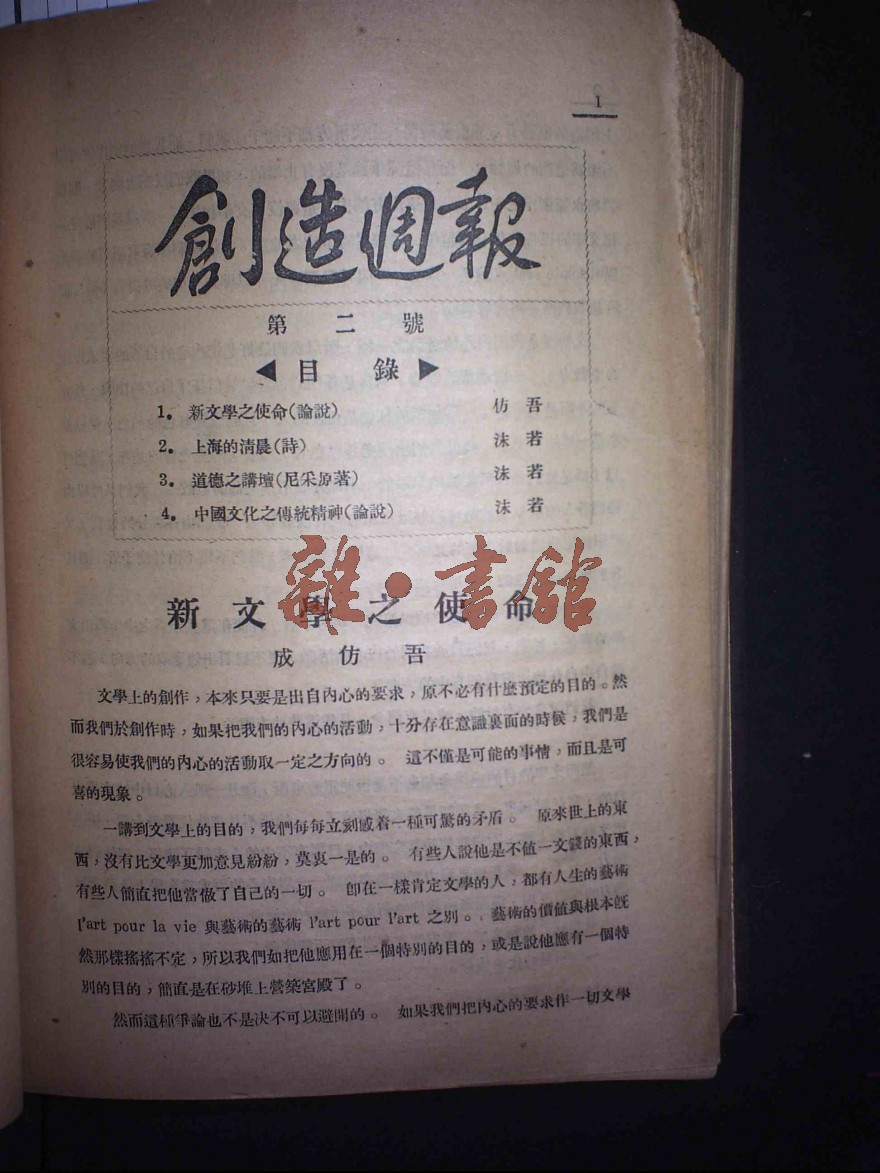 1
創造週報
第二號
◀目錄▶
1. 新文學之使命(論說) 仿吾
2. 上海的淸晨(詩) 沫若
3. 道德之講壇(尼采原著) 沫若
4. 中國文化之傳統精神(論說) 沫若
雜·書館
新文學之使命
成仿吾
文學上的創作，本來只要是出自內心的要求，原不必有什麼預定的目的。然
而我們於創作時，如果把我們的內心的活動，十分存在意識裏面的時候，我們是
很容易使我們的內心的活動取一定之方向的。 這不僅是可能的事情，而且是可
喜的現象。
一講到文學上的目的，我們每每立刻感着一種可驚的矛盾。 原來世上的東
西，沒有比文學更加意見紛紛，莫衷一是的。 有些人說他是不値一文錢的東西，
有些人簡直把他當做了自己的一切。 卽在一樣肯定文學的人，都有人生的藝術
l'art pour la vie 與藝術的藝術 l'art pour l'art 之別。 藝術的價値與根本旣
然那樣搖搖不定，所以我們如把他應用在一個特別的目的，或是說他應有一個特
別的目的，簡直是在砂堆上營築宮殿了。
然而這種爭論也不是決不可以避開的。 如果我們把內心的要求作一切文學